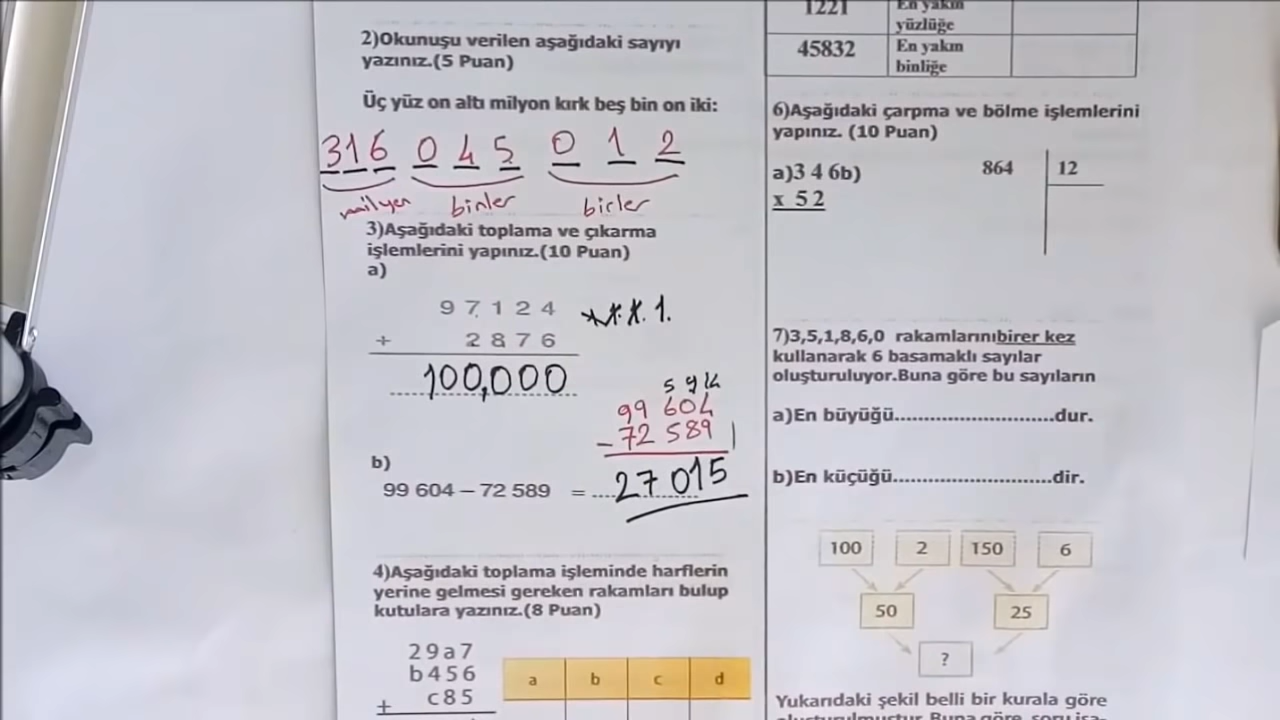 2)Okunuşu verilen aşağıdaki sayıyı
yazınız.(5 Puan)
Üç yüz on altı milyon kırk beş bin on iki:
316 045 012
milyon binler birler
3)Aşağıdaki toplama ve çıkarma
işlemlerini yapınız.(10 Puan)
a)
97124
+ 2876
100,000
b)
5 9 14
99 604
- 72 589
99 604 – 72 589 = 27 015
4)Aşağıdaki toplama işleminde harflerin
yerine gelmesi gereken rakamları bulup
kutulara yazınız.(8 Puan)
29a7
b456
+ c85
a b c d
1221 En yakın
yüzlüğe
45832 En yakın
binliğe
6)Aşağıdaki çarpma ve bölme işlemlerini
yapınız. (10 Puan)
a)3 4 6b) 864 12
x 52
7)3,5,1,8,6,0 rakamlarınıbirer kez
kullanarak 6 basamaklı sayılar
oluşturuluyor.Buna göre bu sayıların
a)En büyüğü............................dur.
b)En küçüğü............................dir.
100 2 150 6
50 25
?
Yukarıdaki şekil belli bir kurala göre